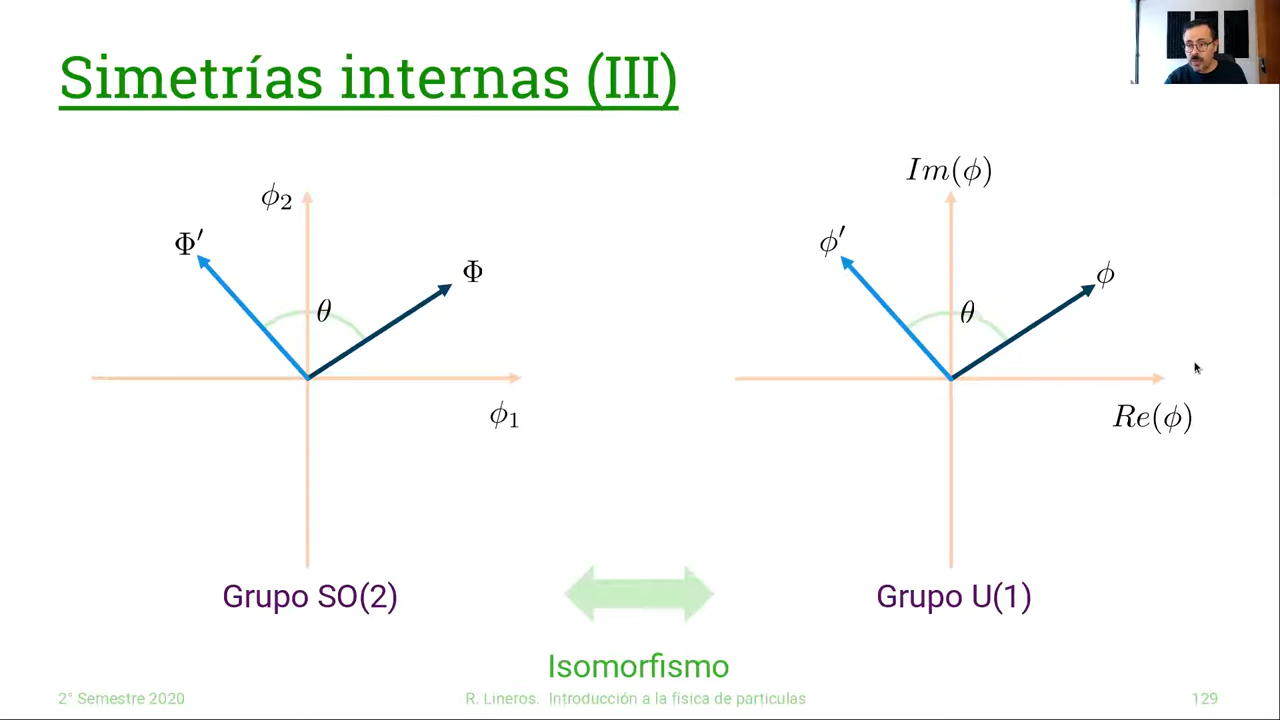 Simetrías internas (III)
ϕ₂
Φ′
Φ
θ
ϕ₁
Im(ϕ)
ϕ′
ϕ
θ
Re(ϕ)
Grupo SO(2)
Grupo U(1)
Isomorfismo
2° Semestre 2020
R. Lineros. Introducción a la física de particulas
129